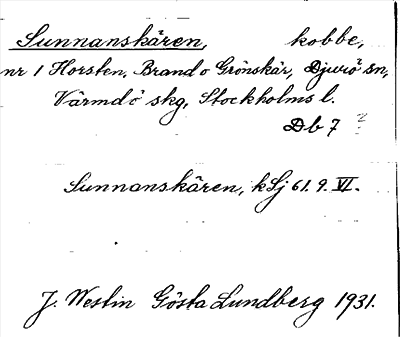 Sunnanskären, kobbe,
nr 1 Horsten, Brand o Grönskär, Djurö sn,
Värmdö skg, Stockholms l.
Db 7 ?
Sunnanskären, k Sj 61. 9. VI.
J. Westin Gösta Lundberg 1931.